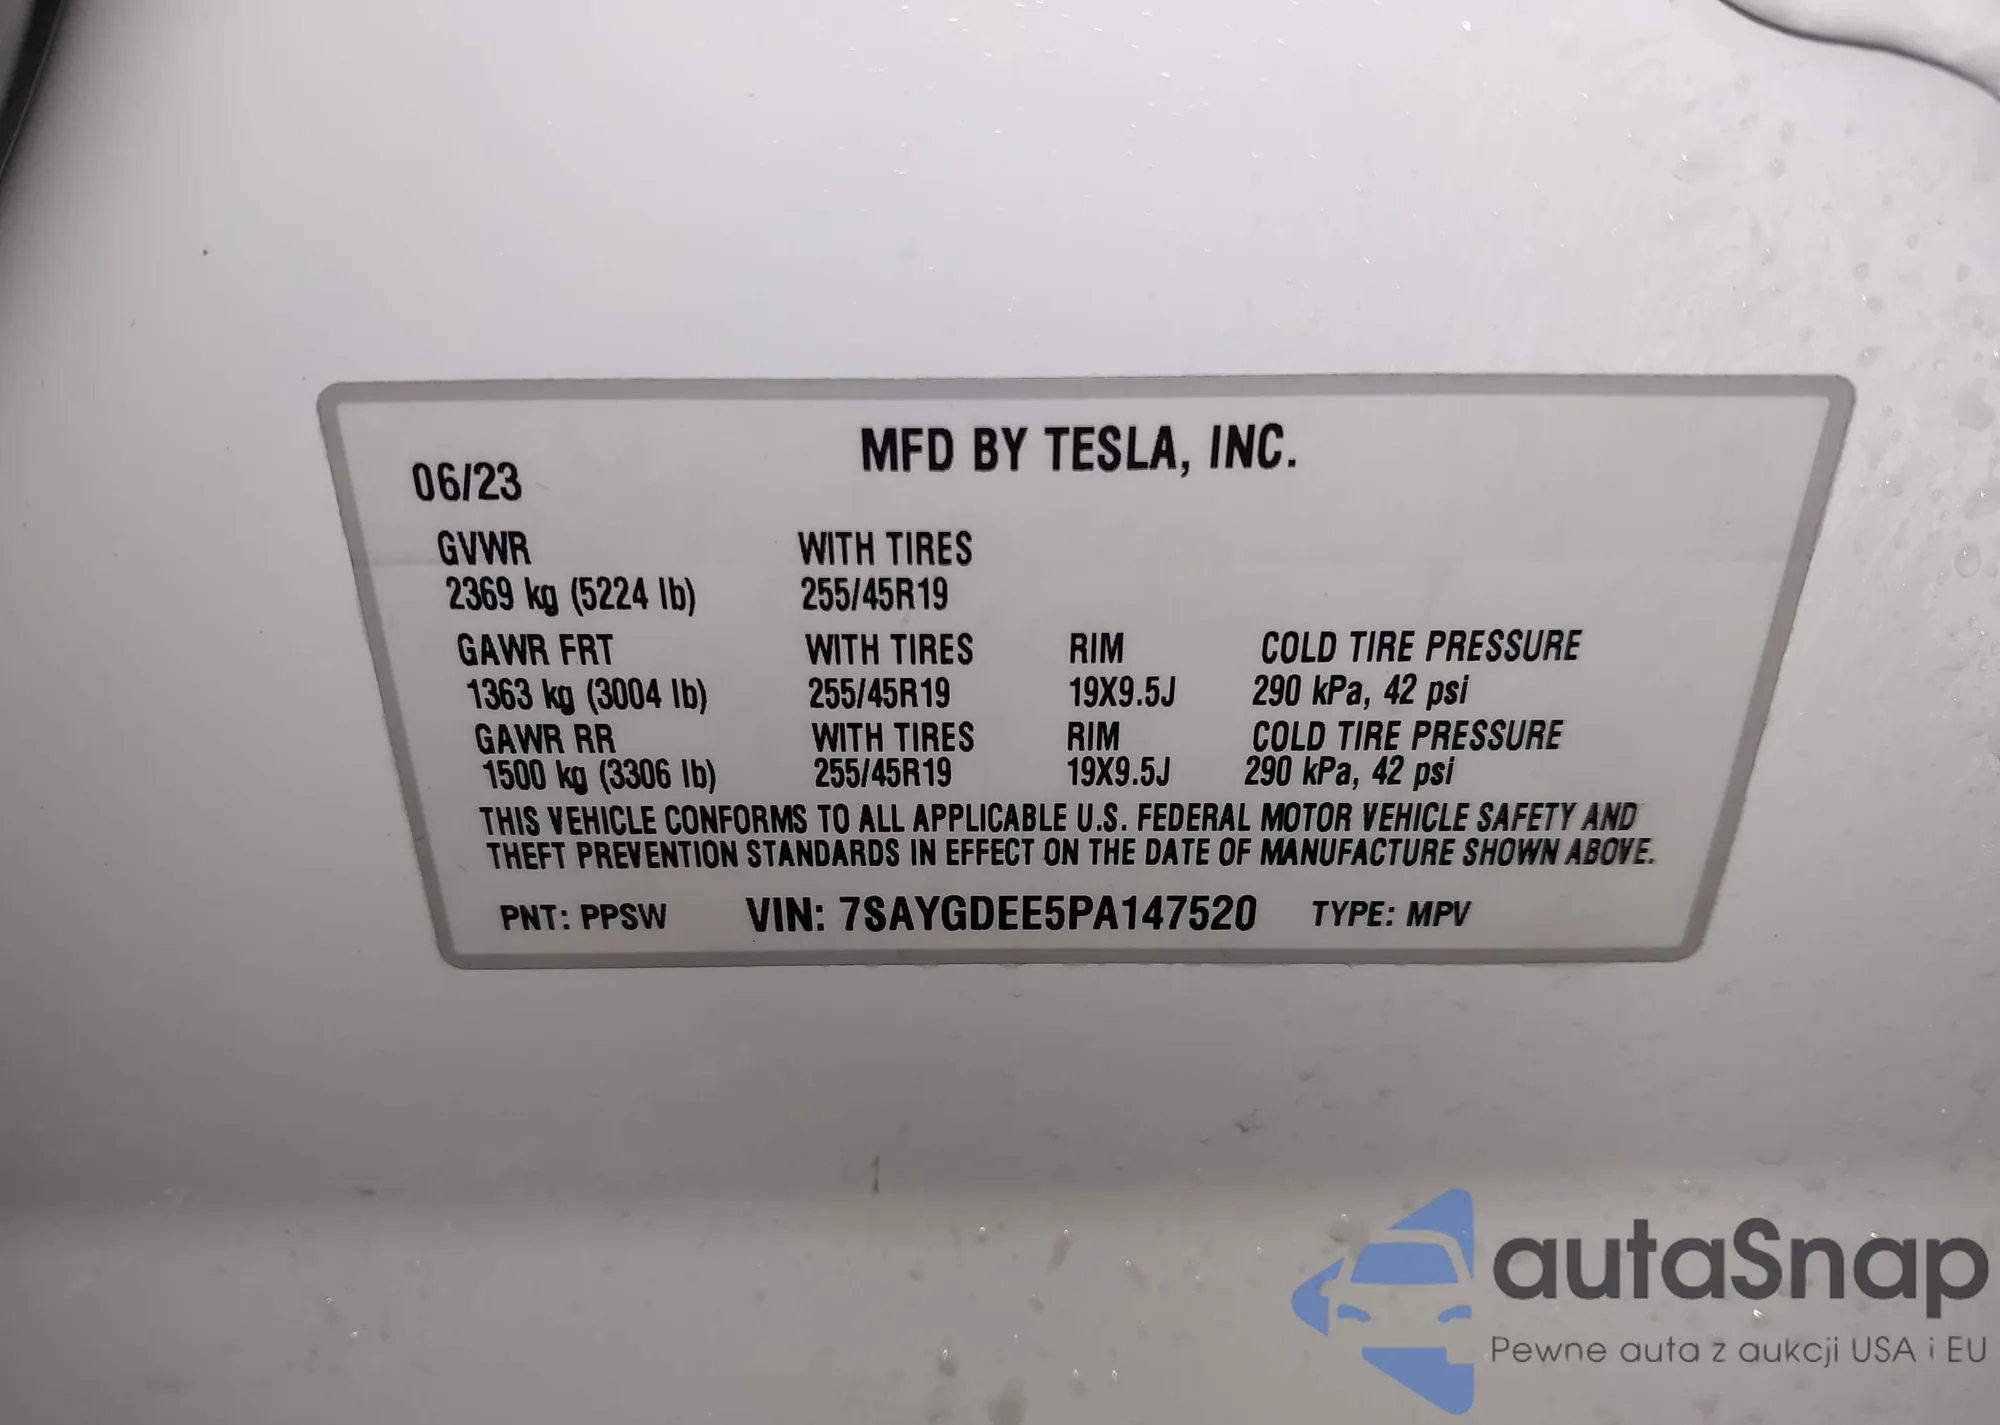 MFD BY TESLA, INC.
06/23
GVWR WITH TIRES
2369 kg (5224 lb) 255/45R19
GAWR FRT WITH TIRES RIM COLD TIRE PRESSURE
1363 kg (3004 lb) 255/45R19 19X9.5J 290 kPa, 42 psi
GAWR RR WITH TIRES RIM COLD TIRE PRESSURE
1500 kg (3306 lb) 255/45R19 19X9.5J 290 kPa, 42 psi
THIS VEHICLE CONFORMS TO ALL APPLICABLE U.S. FEDERAL MOTOR VEHICLE SAFETY AND
THEFT PREVENTION STANDARDS IN EFFECT ON THE DATE OF MANUFACTURE SHOWN ABOVE.
PNT: PPSW VIN: 7SAYGDEE5PA147520 TYPE: MPV
autaSnap
Pewne auta z aukcji USA i EU